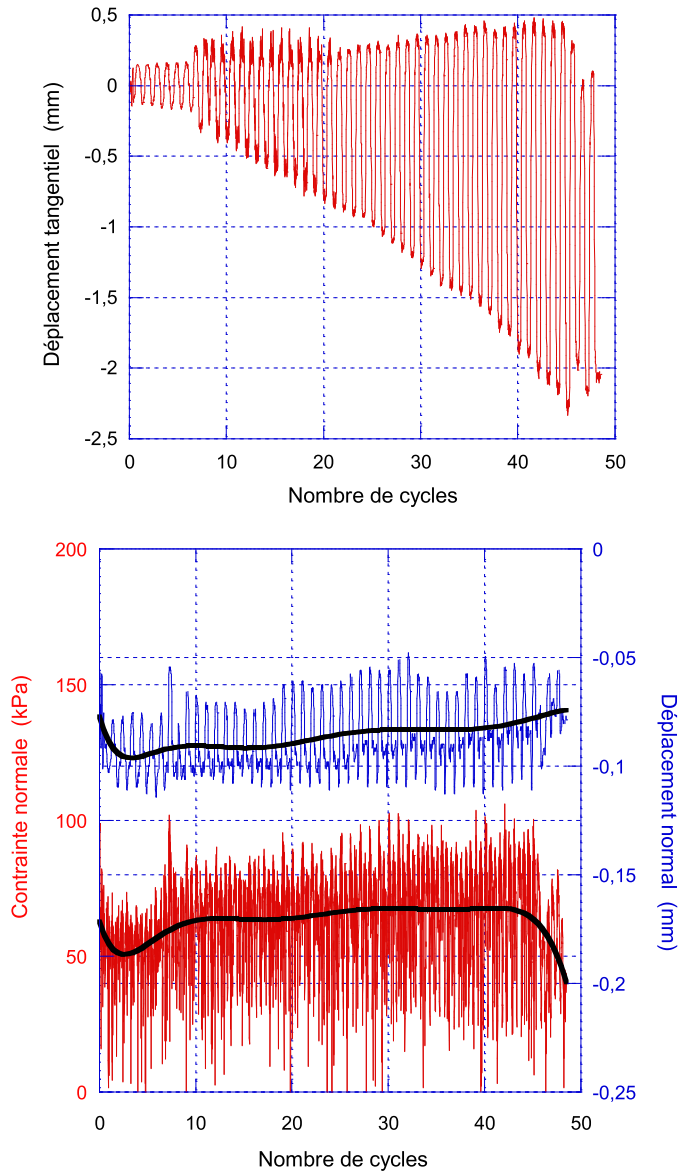 0,5
0
-0,5
-1
-1,5
-2
-2,5
Déplacement tangentiel (mm)
0 10 20 30 40 50
Nombre de cycles
200
150
100
50
0
Contrainte normale (kPa)
0
-0,05
-0,1
-0,15
-0,2
-0,25
Déplacement normal (mm)
0 10 20 30 40 50
Nombre de cycles